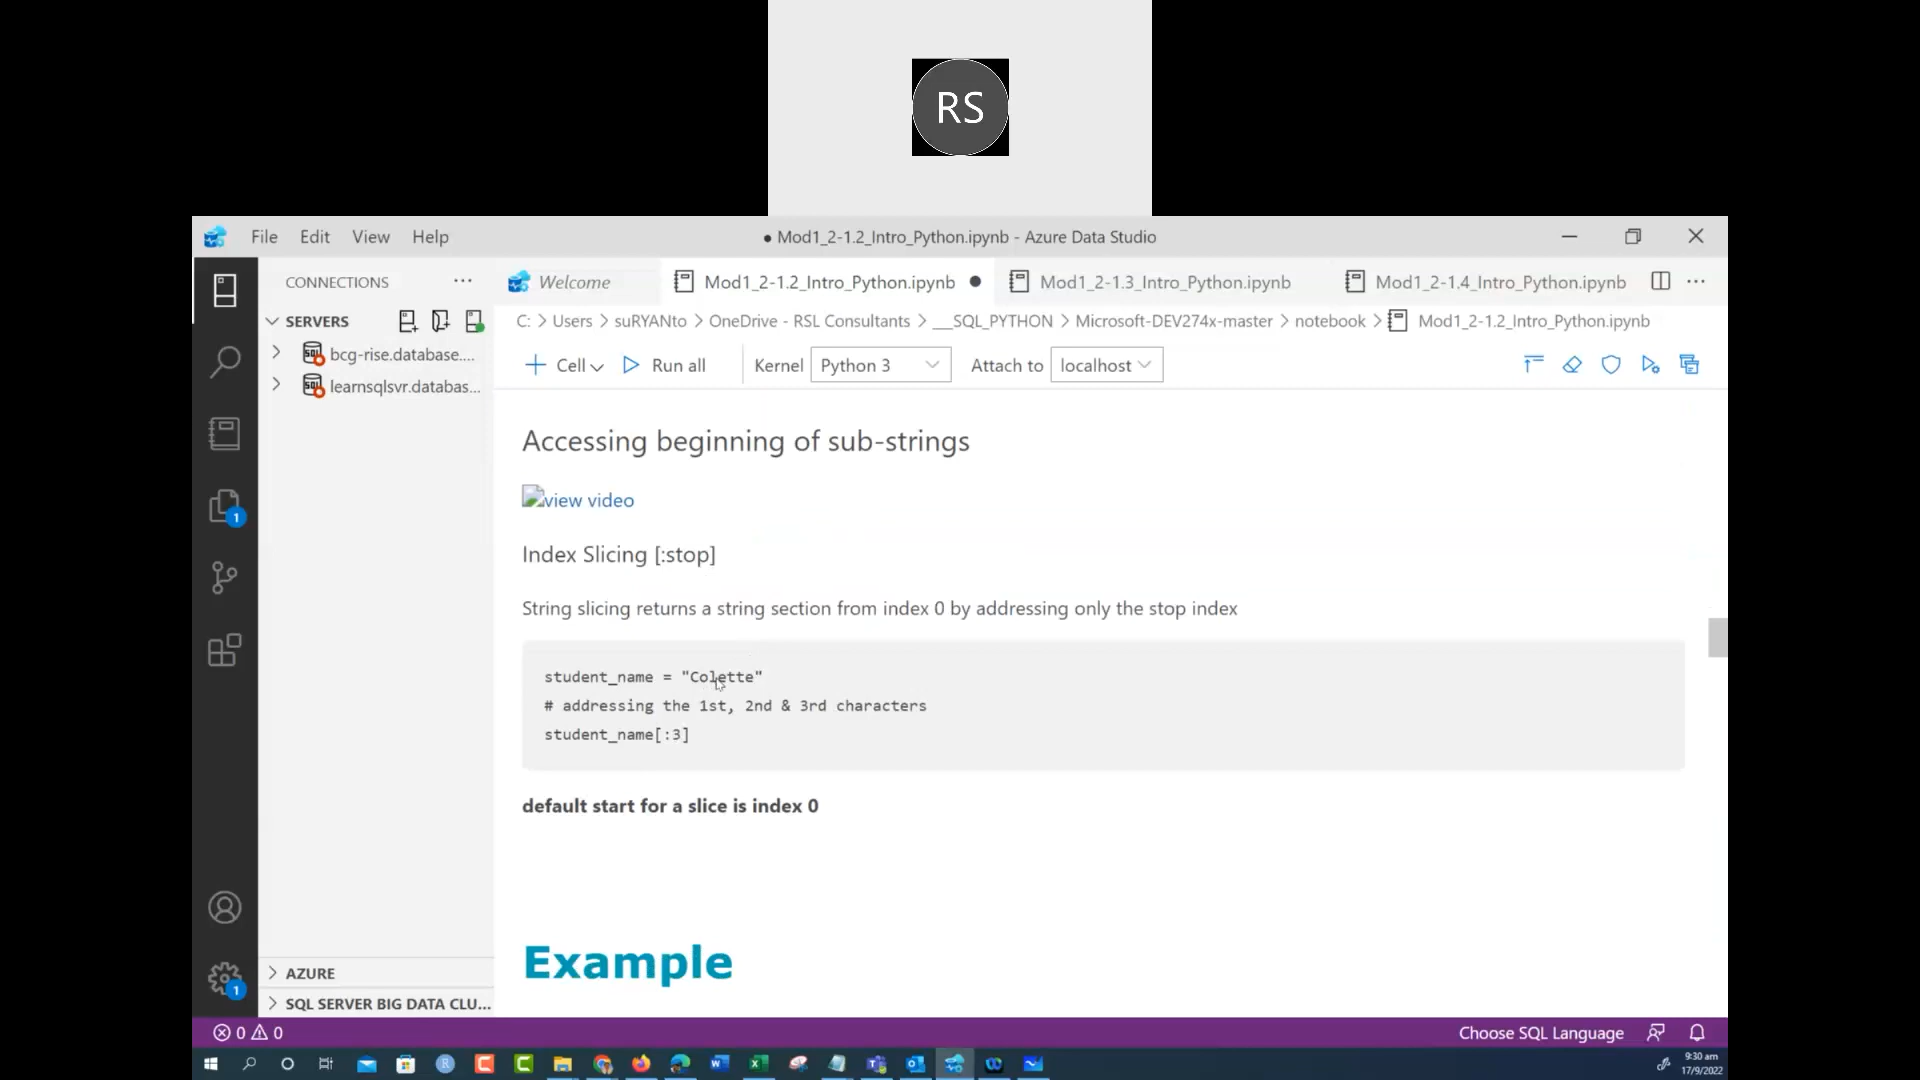 RS
File Edit View Help
● Mod1_2-1.2_Intro_Python.ipynb - Azure Data Studio
CONNECTIONS ...
Welcome
Mod1_2-1.2_Intro_Python.ipynb ●
Mod1_2-1.3_Intro_Python.ipynb
Mod1_2-1.4_Intro_Python.ipynb
SERVERS
bcg-rise.database....
learnsqlsvr.databas...
C: > Users > suRYANto > OneDrive - RSL Consultants > __SQL_PYTHON > Microsoft-DEV274x-master > notebook > Mod1_2-1.2_Intro_Python.ipynb
+ Cell Run all Kernel Python 3 Attach to localhost
Accessing beginning of sub-strings
view video
Index Slicing [:stop]
String slicing returns a string section from index 0 by addressing only the stop index
student_name = "Colette"
# addressing the 1st, 2nd & 3rd characters
student_name[:3]
default start for a slice is index 0
Example
1
1
AZURE
SQL SERVER BIG DATA CLU...
0 0
Choose SQL Language
9:30 am
17/9/2022